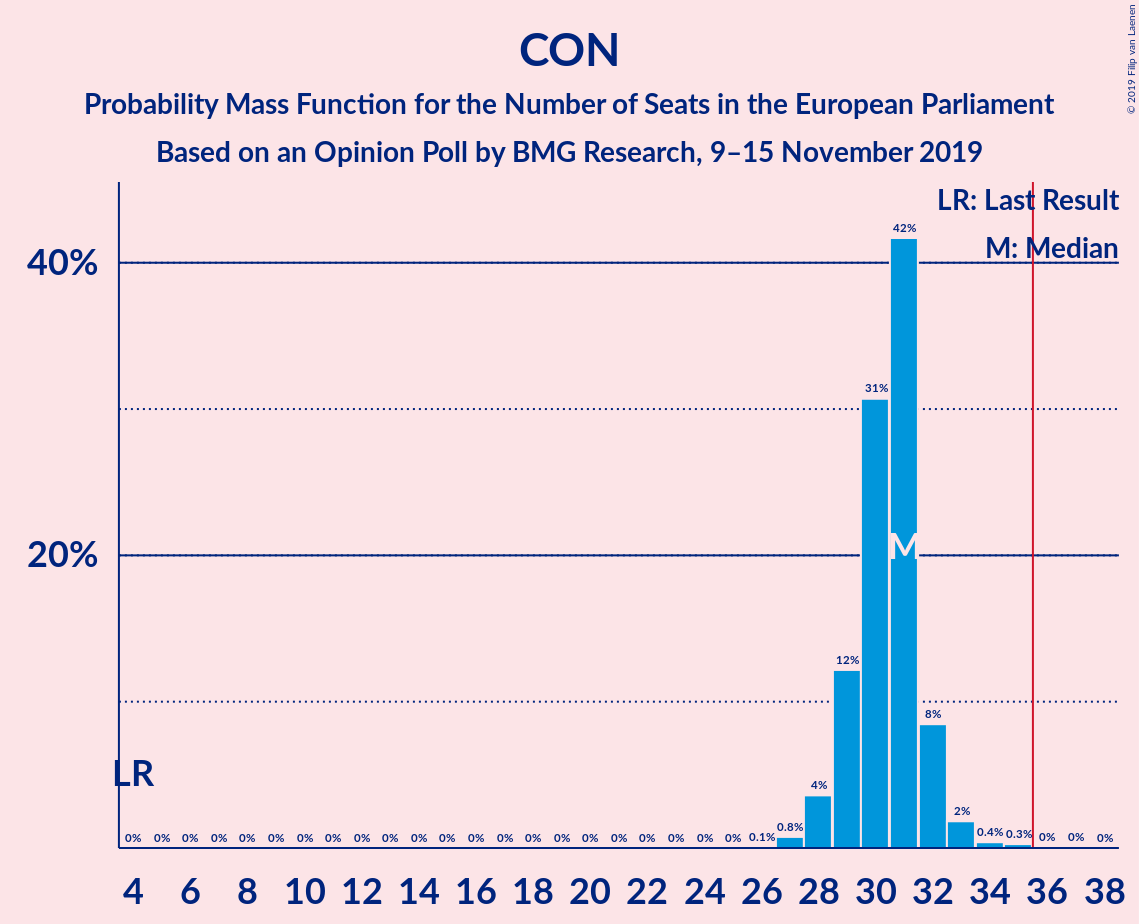 CON
Probability Mass Function for the Number of Seats in the European Parliament
Based on an Opinion Poll by BMG Research, 9–15 November 2019
© 2019 Filip van Laenen
LR: Last Result
M: Median
40%
20%
LR
M
0% 0% 0% 0% 0% 0% 0% 0% 0% 0% 0% 0% 0% 0% 0% 0% 0% 0% 0% 0% 0% 0% 0.1% 0.8% 4% 12% 31% 42% 8% 2% 0.4% 0.3% 0% 0% 0%
4 6 8 10 12 14 16 18 20 22 24 26 28 30 32 34 36 38